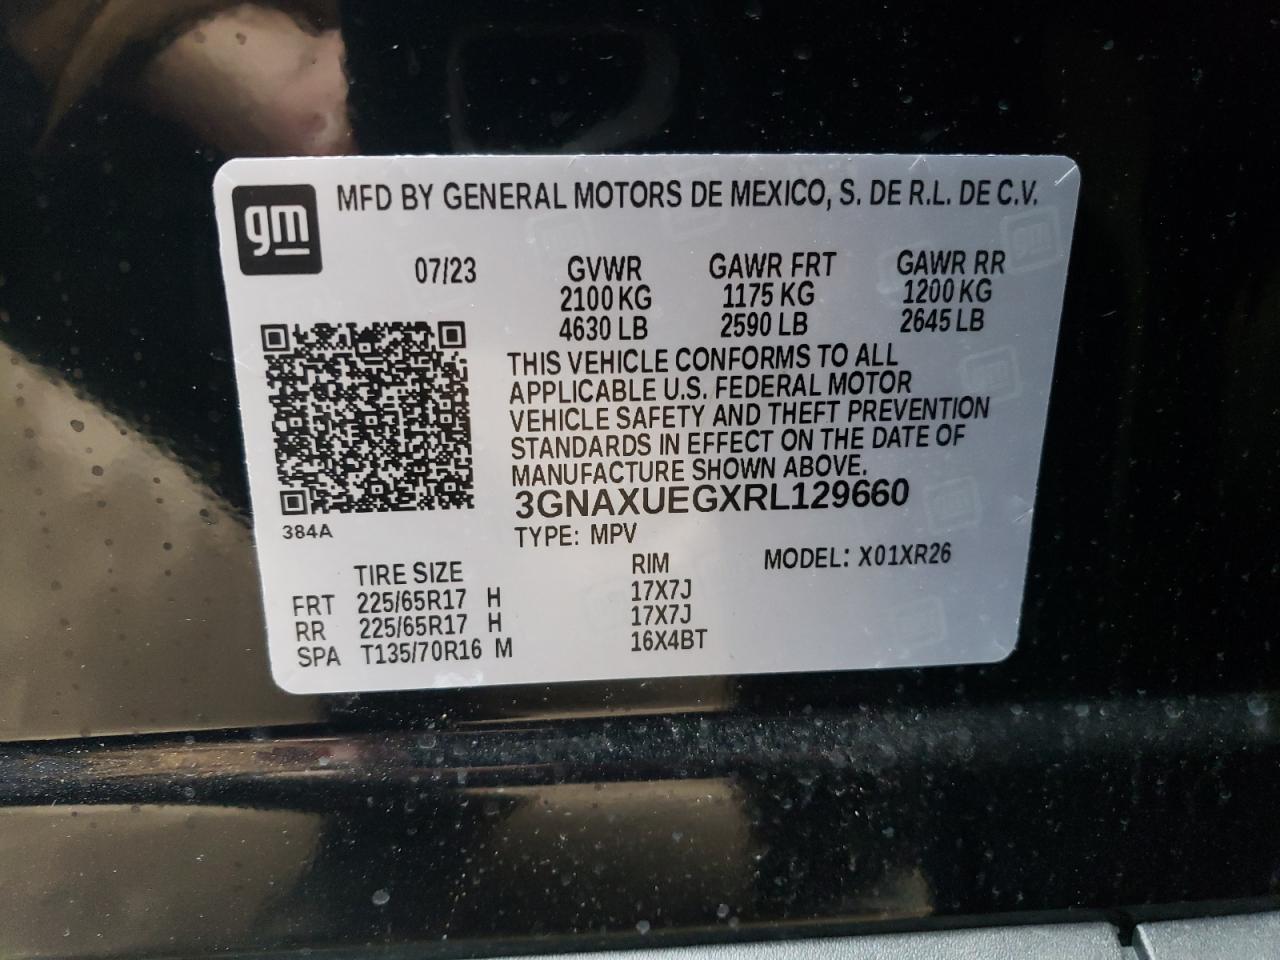 gm
MFD BY GENERAL MOTORS DE MEXICO, S. DE R.L. DE C.V.
07/23 GVWR GAWR FRT GAWR RR
2100 KG 1175 KG 1200 KG
4630 LB 2590 LB 2645 LB
THIS VEHICLE CONFORMS TO ALL
APPLICABLE U.S. FEDERAL MOTOR
VEHICLE SAFETY AND THEFT PREVENTION
STANDARDS IN EFFECT ON THE DATE OF
MANUFACTURE SHOWN ABOVE.
3GNAXUEGXRL129660
384A
TYPE: MPV
MODEL: X01XR26
TIRE SIZE RIM
FRT 225/65R17 H 17X7J
RR 225/65R17 H 17X7J
SPA T135/70R16 M 16X4BT